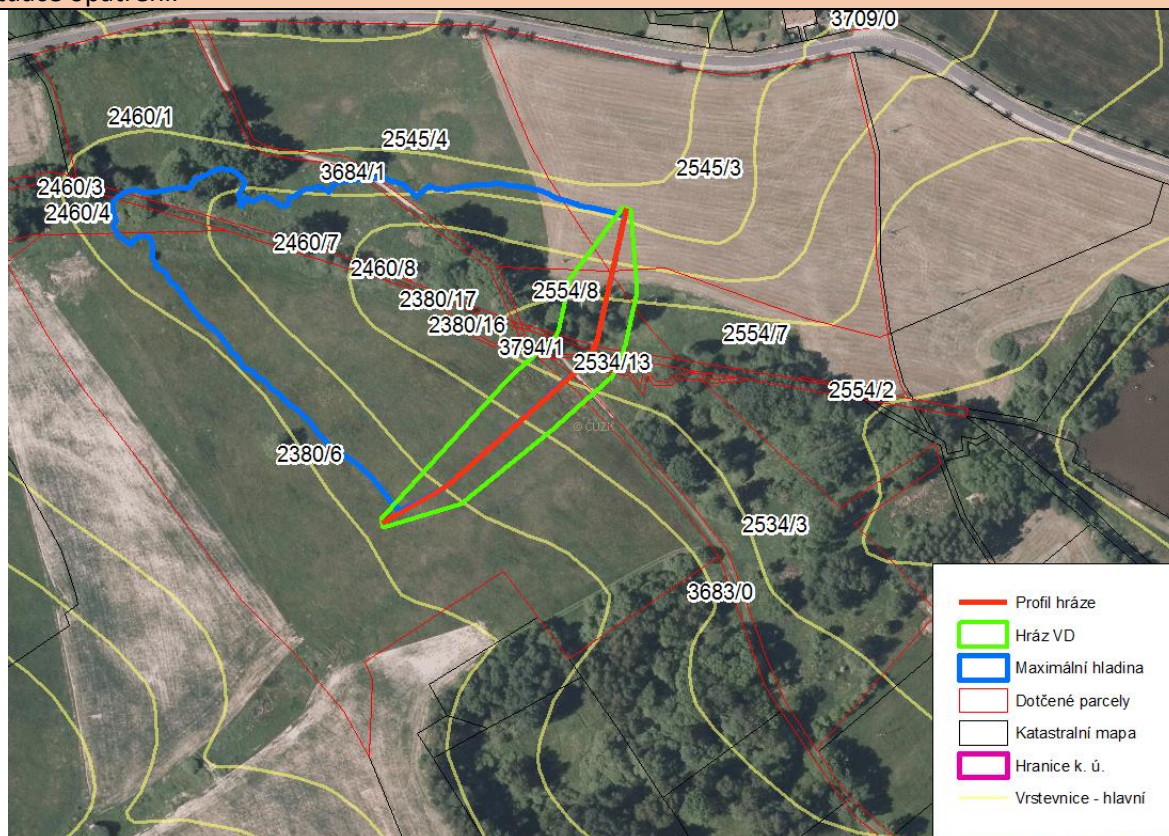 3709/0
2460/1
2545/4
2545/3
3684/1
2460/3
2460/4
2460/7
2460/8
2554/8
2380/17
2380/16
2554/7
3794/1
2534/13
2554/2
© ČÚZK
2380/6
2534/3
3683/0
Profil hráze
Hráz VD
Maximální hladina
Dotčené parcely
Katastralní mapa
Hranice k. ú.
Vrstevnice - hlavní